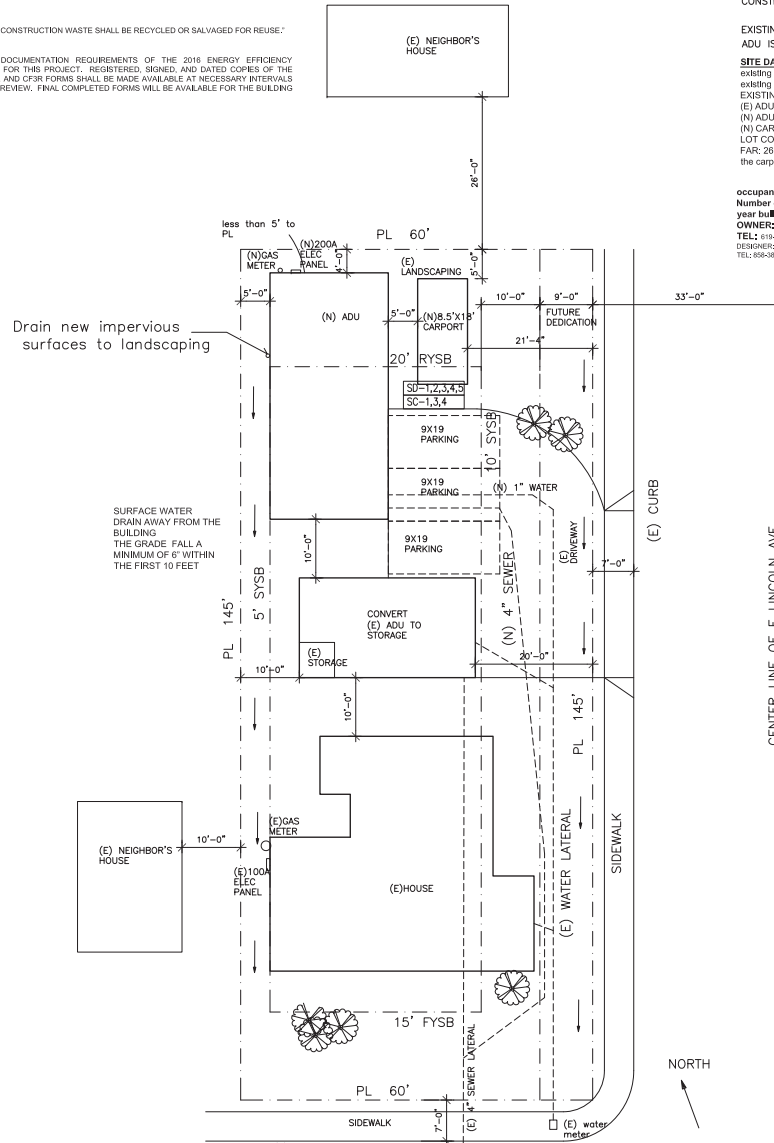 CONSTRUCTION WASTE SHALL BE RECYCLED OR SALVAGED FOR REUSE."
DOCUMENTATION REQUIREMENTS OF THE 2016 ENERGY EFFICIENCY
FOR THIS PROJECT. REGISTERED, SIGNED, AND DATED COPIES OF THE
AND CF3R FORMS SHALL BE MADE AVAILABLE AT NECESSARY INTERVALS
REVIEW. FINAL COMPLETED FORMS WILL BE AVAILABLE FOR THE BUILDING
(E) NEIGHBOR'S
HOUSE
EXISTIN
ADU IS
SITE DA
existing
existing
EXISTIN
(E) ADU
(N) ADU
(N) CAR
LOT CO
FAR: 26
the carp
occupan
Number
year bu
OWNER:
TEL: 619-
DESIGNER:
TEL: 858-38
26'-0"
less than 5' to
PL
PL 60'
(N)GAS
METER
(N)200A
ELEC
PANEL
4'-0"
(E)
LANDSCAPING
5'-0"
5'-0"
(N) ADU
5'-0"
(N)8.5'X18'
CARPORT
10'-0"
9'-0"
33'-0"
FUTURE
DEDICATION
21'-4"
Drain new impervious
surfaces to landscaping
20' RYSB
SD-1,2,3,4,5
SC-1,3,4
9X19
PARKING
10' SYSB
9X19
PARKING
(N) 1" WATER
9X19
PARKING
(N) 4" SEWER
(E)
DRIVEWAY
(E) CURB
7'-0"
SURFACE WATER
DRAIN AWAY FROM THE
BUILDING
THE GRADE FALL A
MINIMUM OF 6" WITHIN
THE FIRST 10 FEET
10'-0"
5' SYSB
PL 145'
CONVERT
(E) ADU TO
STORAGE
(E)
STORAGE
10'-0"
20'-0"
10'-0"
PL 145'
CENTER LINE OF E LINCOLN AVE
(E) NEIGHBOR'S
HOUSE
10'-0"
(E)GAS
METER
(E)100A
ELEC
PANEL
(E)HOUSE
(E) WATER LATERAL
SIDEWALK
15' FYSB
(E) 4" SEWER LATERAL
PL 60'
SIDEWALK
7'-0"
(E) water
meter
NORTH